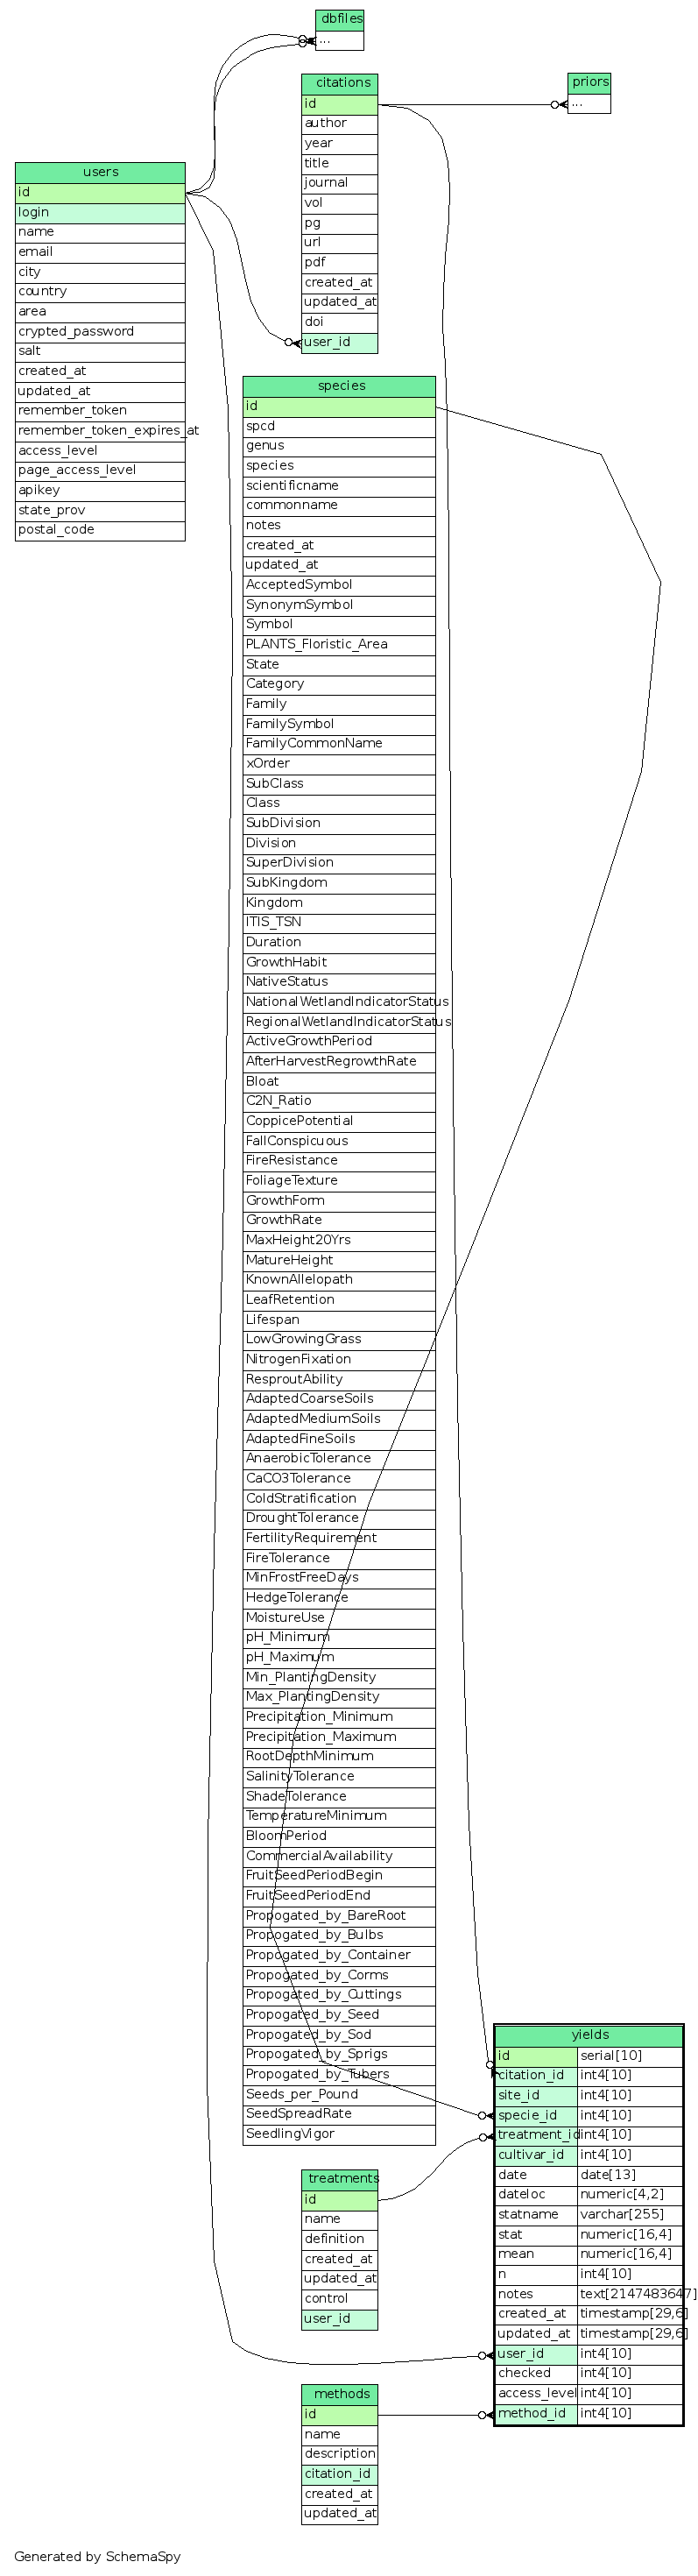 dbfiles
...
citations
id
author
year
title
journal
vol
pg
url
pdf
created_at
updated_at
doi
user_id
priors
...
users
id
login
name
email
city
country
area
crypted_password
salt
created_at
updated_at
remember_token
remember_token_expires_at
access_level
page_access_level
apikey
state_prov
postal_code
species
id
spcd
genus
species
scientificname
commonname
notes
created_at
updated_at
AcceptedSymbol
SynonymSymbol
Symbol
PLANTS_Floristic_Area
State
Category
Family
FamilySymbol
FamilyCommonName
xOrder
SubClass
Class
SubDivision
Division
SuperDivision
SubKingdom
Kingdom
ITIS_TSN
Duration
GrowthHabit
NativeStatus
NationalWetlandIndicatorStatus
RegionalWetlandIndicatorStatus
ActiveGrowthPeriod
AfterHarvestRegrowthRate
Bloat
C2N_Ratio
CoppicePotential
FallConspicuous
FireResistance
FoliageTexture
GrowthForm
GrowthRate
MaxHeight20Yrs
MatureHeight
KnownAllelopath
LeafRetention
Lifespan
LowGrowingGrass
NitrogenFixation
ResproutAbility
AdaptedCoarseSoils
AdaptedMediumSoils
AdaptedFineSoils
AnaerobicTolerance
CaCO3Tolerance
ColdStratification
DroughtTolerance
FertilityRequirement
FireTolerance
MinFrostFreeDays
HedgeTolerance
MoistureUse
pH_Minimum
pH_Maximum
Min_PlantingDensity
Max_PlantingDensity
Precipitation_Minimum
Precipitation_Maximum
RootDepthMinimum
SalinityTolerance
ShadeTolerance
TemperatureMinimum
BloomPeriod
CommercialAvailability
FruitSeedPeriodBegin
FruitSeedPeriodEnd
Propogated_by_BareRoot
Propogated_by_Bulbs
Propogated_by_Container
Propogated_by_Corms
Propogated_by_Cuttings
Propogated_by_Seed
Propogated_by_Sod
Propogated_by_Sprigs
Propogated_by_Tubers
Seeds_per_Pound
SeedSpreadRate
SeedlingVigor
yields
id serial[10]
citation_id int4[10]
site_id int4[10]
specie_id int4[10]
treatment_id int4[10]
cultivar_id int4[10]
date date[13]
dateloc numeric[4,2]
statname varchar[255]
stat numeric[16,4]
mean numeric[16,4]
n int4[10]
notes text[2147483647]
created_at timestamp[29,6]
updated_at timestamp[29,6]
user_id int4[10]
checked int4[10]
access_level int4[10]
method_id int4[10]
treatments
id
name
definition
created_at
updated_at
control
user_id
methods
id
name
description
citation_id
created_at
updated_at
Generated by SchemaSpy